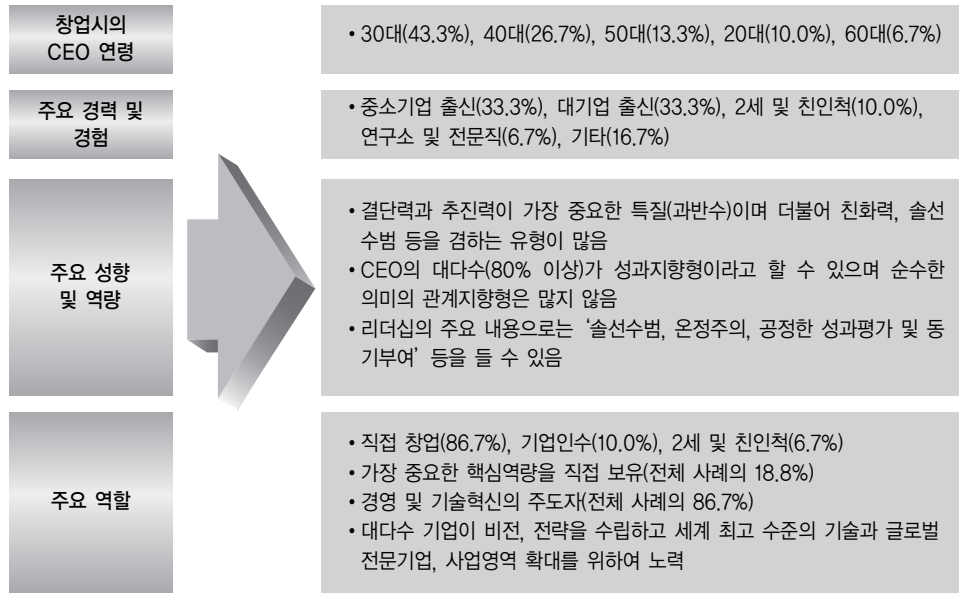 창업시의
CEO 연령
• 30대(43.3%), 40대(26.7%), 50대(13.3%), 20대(10.0%), 60대(6.7%)
주요 경력 및
경험
• 중소기업 출신(33.3%), 대기업 출신(33.3%), 2세 및 친인척(10.0%),
연구소 및 전문직(6.7%), 기타(16.7%)
주요 성향
및 역량
• 결단력과 추진력이 가장 중요한 특질(과반수)이며 더불어 친화력, 솔선
수범 등을 겸하는 유형이 많음
• CEO의 대다수(80% 이상)가 성과지향형이라고 할 수 있으며 순수한
의미의 관계지향형은 많지 않음
• 리더십의 주요 내용으로는 ‘솔선수범, 온정주의, 공정한 성과평가 및 동
기부여’ 등을 들 수 있음
주요 역할
• 직접 창업(86.7%), 기업인수(10.0%), 2세 및 친인척(6.7%)
• 가장 중요한 핵심역량을 직접 보유(전체 사례의 18.8%)
• 경영 및 기술혁신의 주도자(전체 사례의 86.7%)
• 대다수 기업이 비전, 전략을 수립하고 세계 최고 수준의 기술과 글로벌
전문기업, 사업영역 확대를 위하여 노력